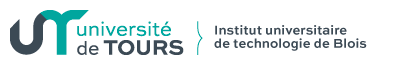 université
de TOURS
Institut universitaire
de technologie de Blois